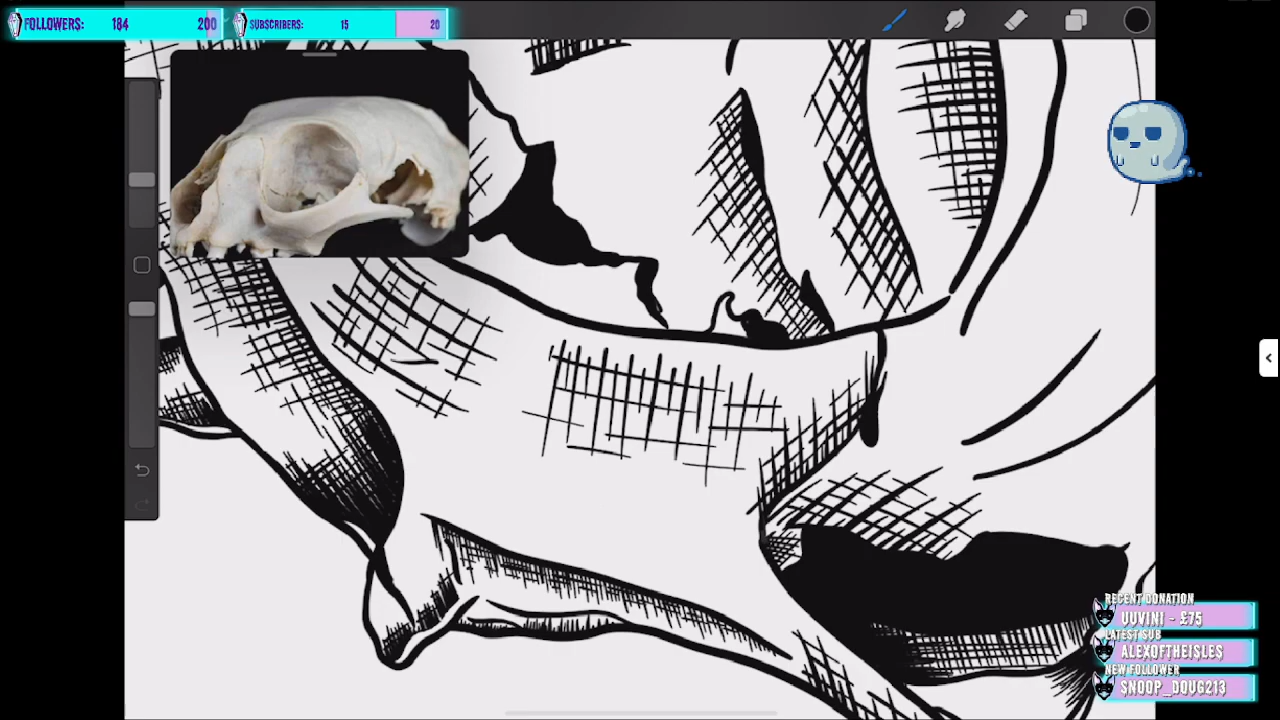 FOLLOWERS: 184 200
SUBSCRIBERS: 15 20
RECENT DONATION
UUVINI - £75
LATEST SUB
ALEXOFTHEISLES
NEW FOLLOWER
SNOOP_DOUG213